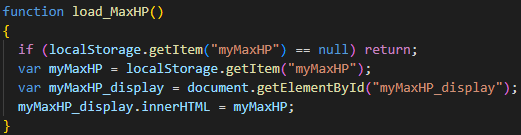 function load_MaxHP()
{
  if (localStorage.getItem("myMaxHP") == null) return;
  var myMaxHP = localStorage.getItem("myMaxHP");
  var myMaxHP_display = document.getElementById("myMaxHP_display");
  myMaxHP_display.innerHTML = myMaxHP;
}